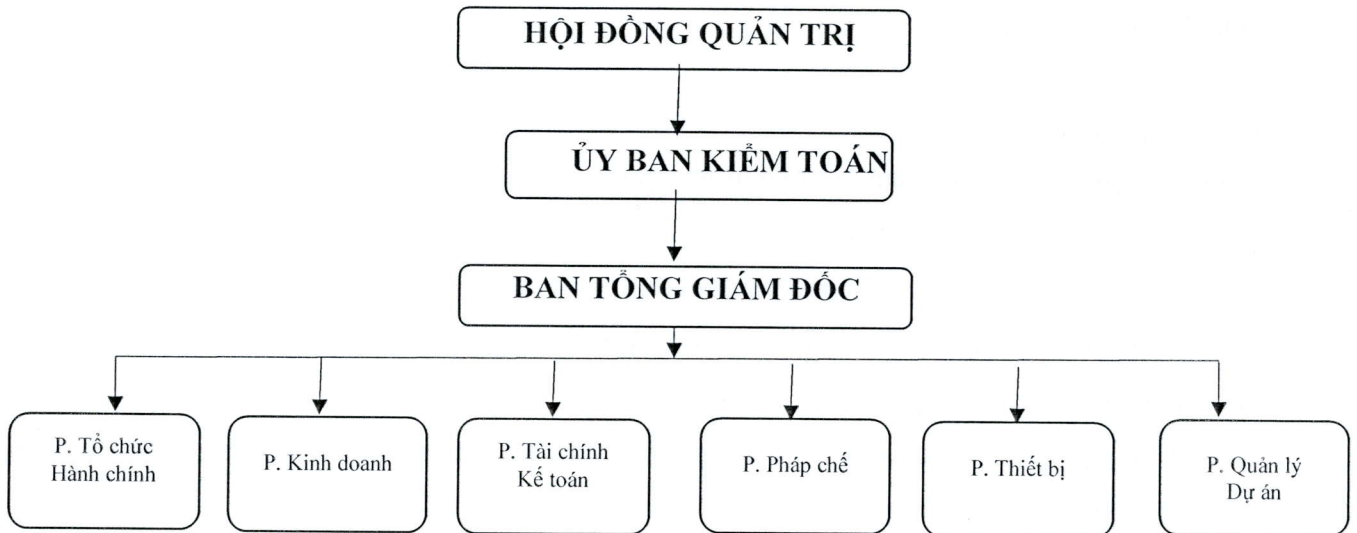 HỘI ĐỒNG QUẢN TRỊ
ỦY BAN KIỂM TOÁN
BAN TỔNG GIÁM ĐỐC
P. Tổ chức
Hành chính
P. Kinh doanh
P. Tài chính
Kế toán
P. Pháp chế
P. Thiết bị
P. Quản lý
Dự án